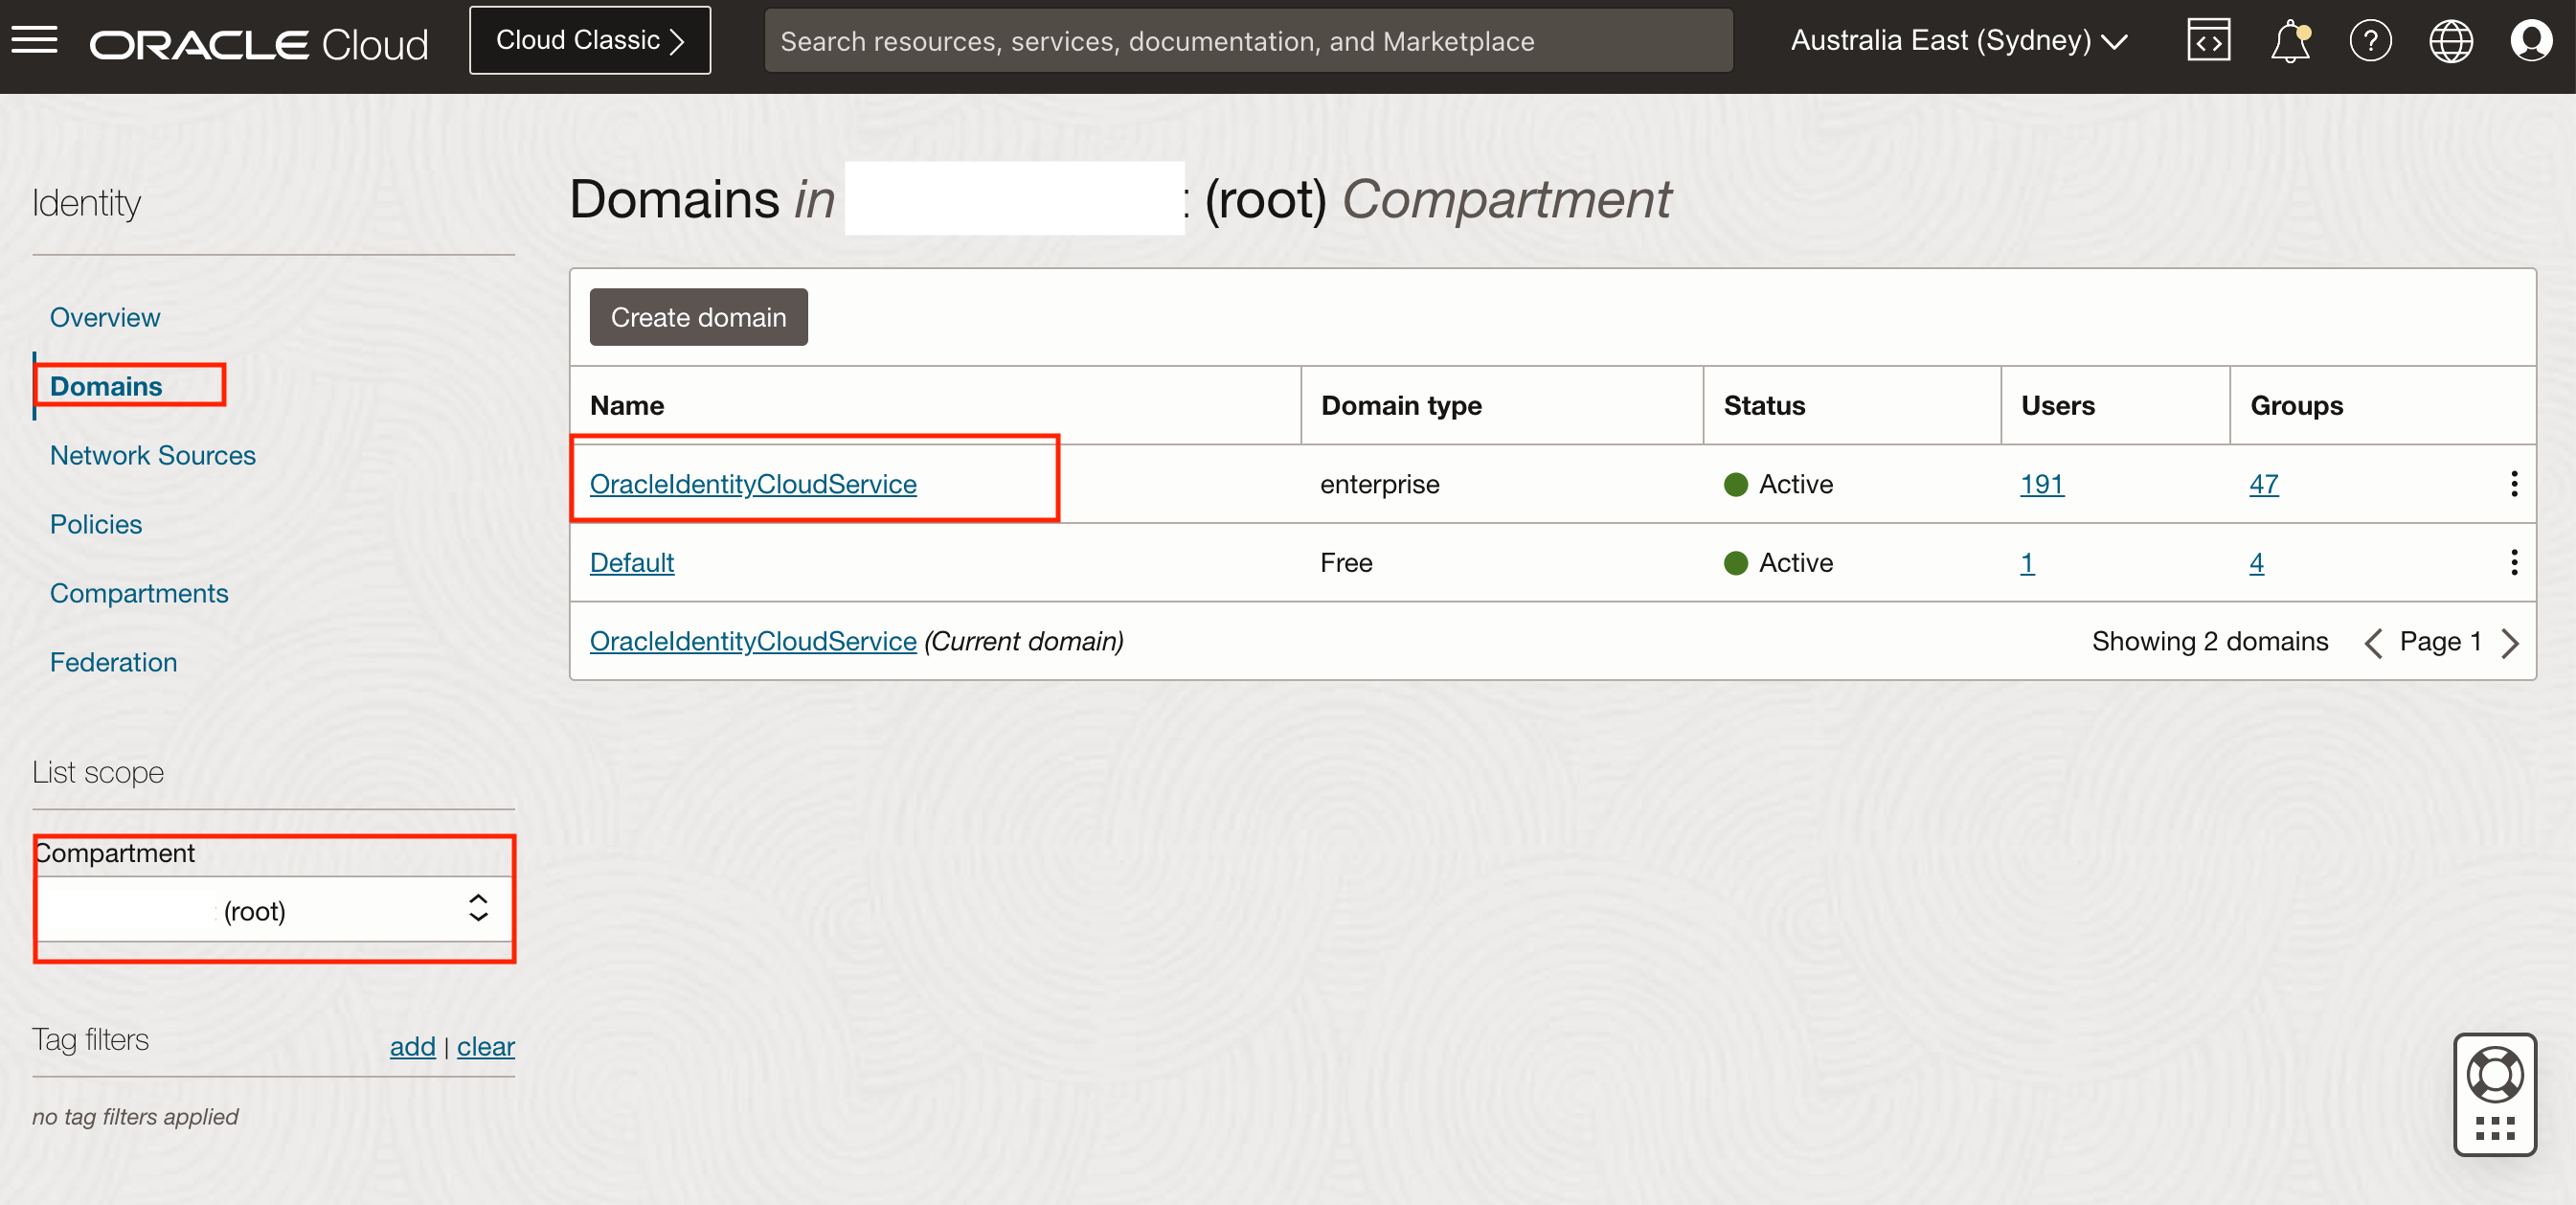 ORACLE Cloud
Cloud Classic
Search resources, services, documentation, and Marketplace
Australia East (Sydney)
Identity
Overview
Domains
Network Sources
Policies
Compartments
Federation
List scope
Compartment
(root)
Tag filters
add | clear
no tag filters applied
Domains in (root) Compartment
Create domain
Name Domain type Status Users Groups
OracleIdentityCloudService enterprise Active 191 47
Default Free Active 1 4
OracleIdentityCloudService (Current domain) Showing 2 domains Page 1